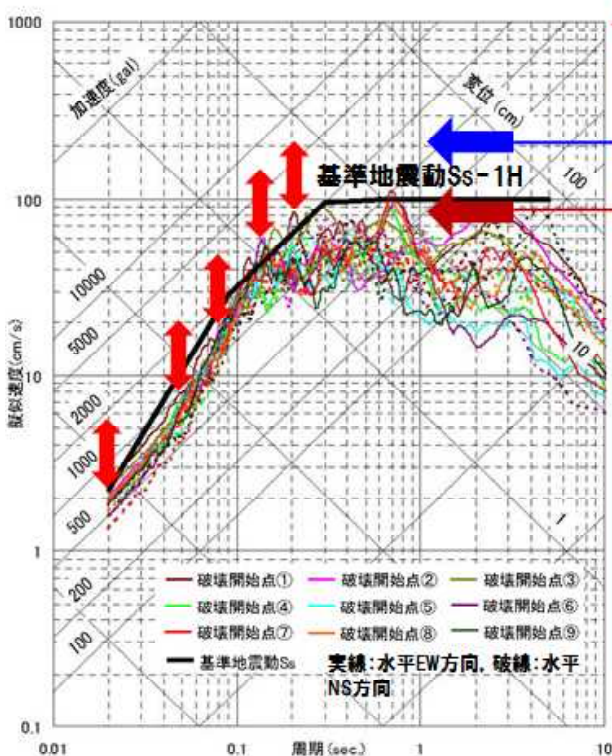 1000
加速度(gal)
変位(cm)
基準地震動Ss-1H
100
100
10000
5000
2000
1000
500
200
100
10
10
1
1
擬似速度(cm/s)
破壊開始点① 破壊開始点② 破壊開始点③
破壊開始点④ 破壊開始点⑤ 破壊開始点⑥
破壊開始点⑦ 破壊開始点⑧ 破壊開始点⑨
基準地震動Ss 実線:水平EW方向, 破線:水平
NS方向
0.1
0.01 0.1 1 10
周期(sec.)